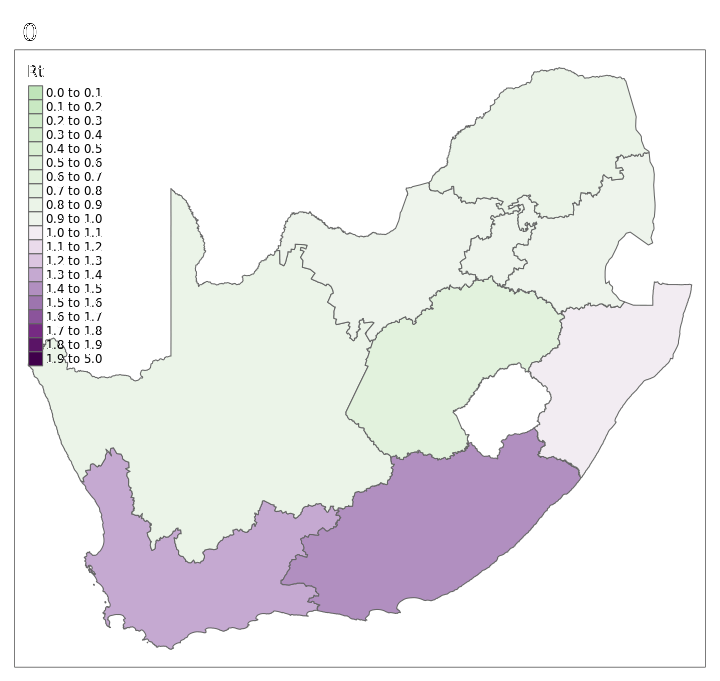 0
Rt
0.0 to 0.1
0.1 to 0.2
0.2 to 0.3
0.3 to 0.4
0.4 to 0.5
0.5 to 0.6
0.6 to 0.7
0.7 to 0.8
0.8 to 0.9
0.9 to 1.0
1.0 to 1.1
1.1 to 1.2
1.2 to 1.3
1.3 to 1.4
1.4 to 1.5
1.5 to 1.6
1.6 to 1.7
1.7 to 1.8
1.8 to 1.9
1.9 to 5.0